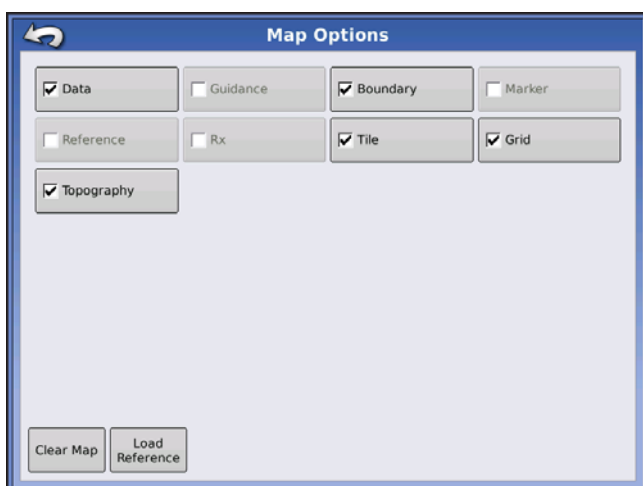 Map Options
Data Guidance Boundary Marker
Reference Rx Tile Grid
Topography
Clear Map Load
Reference